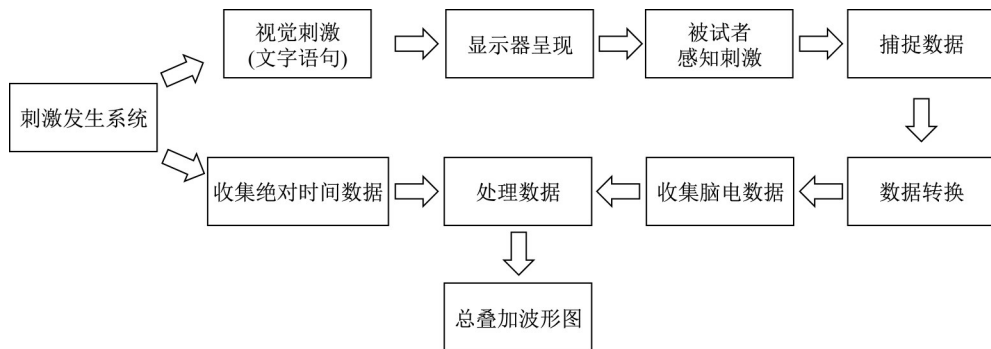 视觉刺激
(文字语句)
显示器呈现
被试者
感知刺激
捕捉数据
刺激发生系统
收集绝对时间数据
处理数据
收集脑电数据
数据转换
总叠加波形图